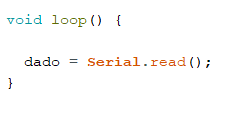 void loop() {
dado = Serial.read();
}